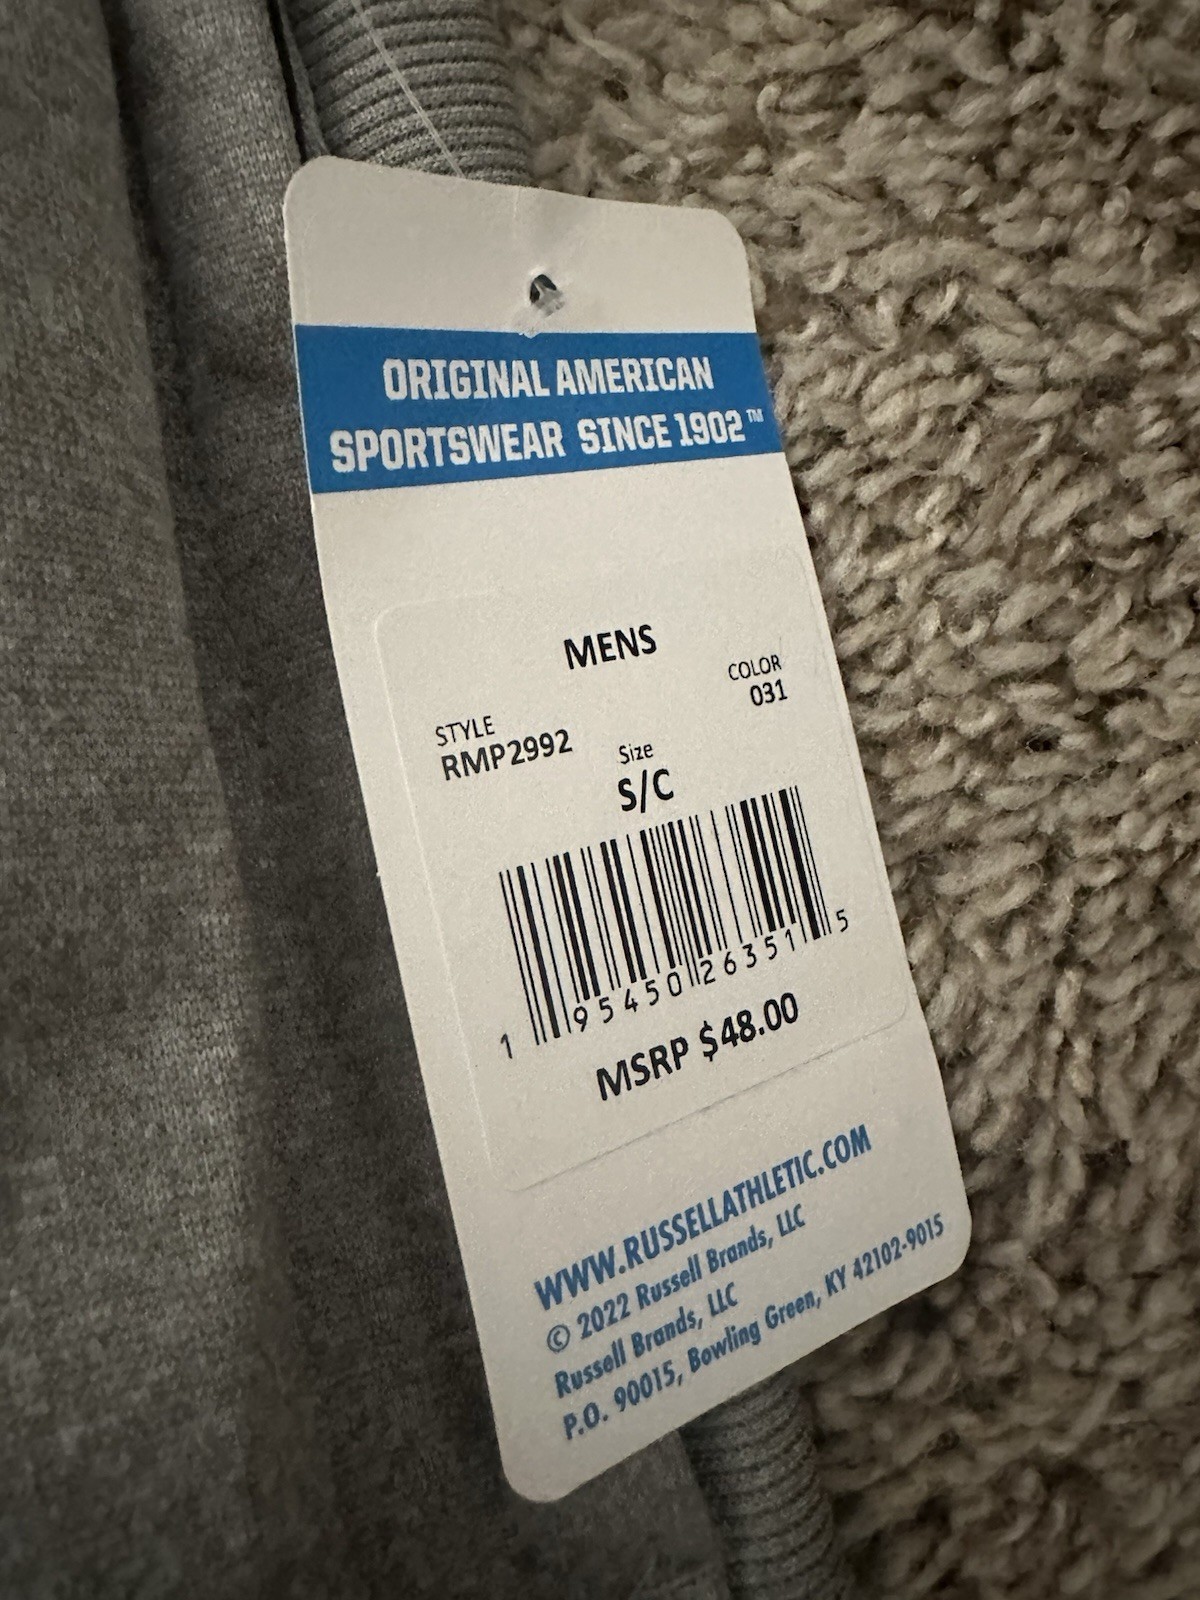 ORIGINAL AMERICAN
SPORTSWEAR SINCE 1902™
MENS
COLOR
031
STYLE
RMP2992
Size
S/C
1 95450 26351 5
MSRP $48.00
WWW.RUSSELLATHLETIC.COM
© 2022 Russell Brands, LLC
Russell Brands, LLC
P.O. 90015, Bowling Green, KY 42102-9015